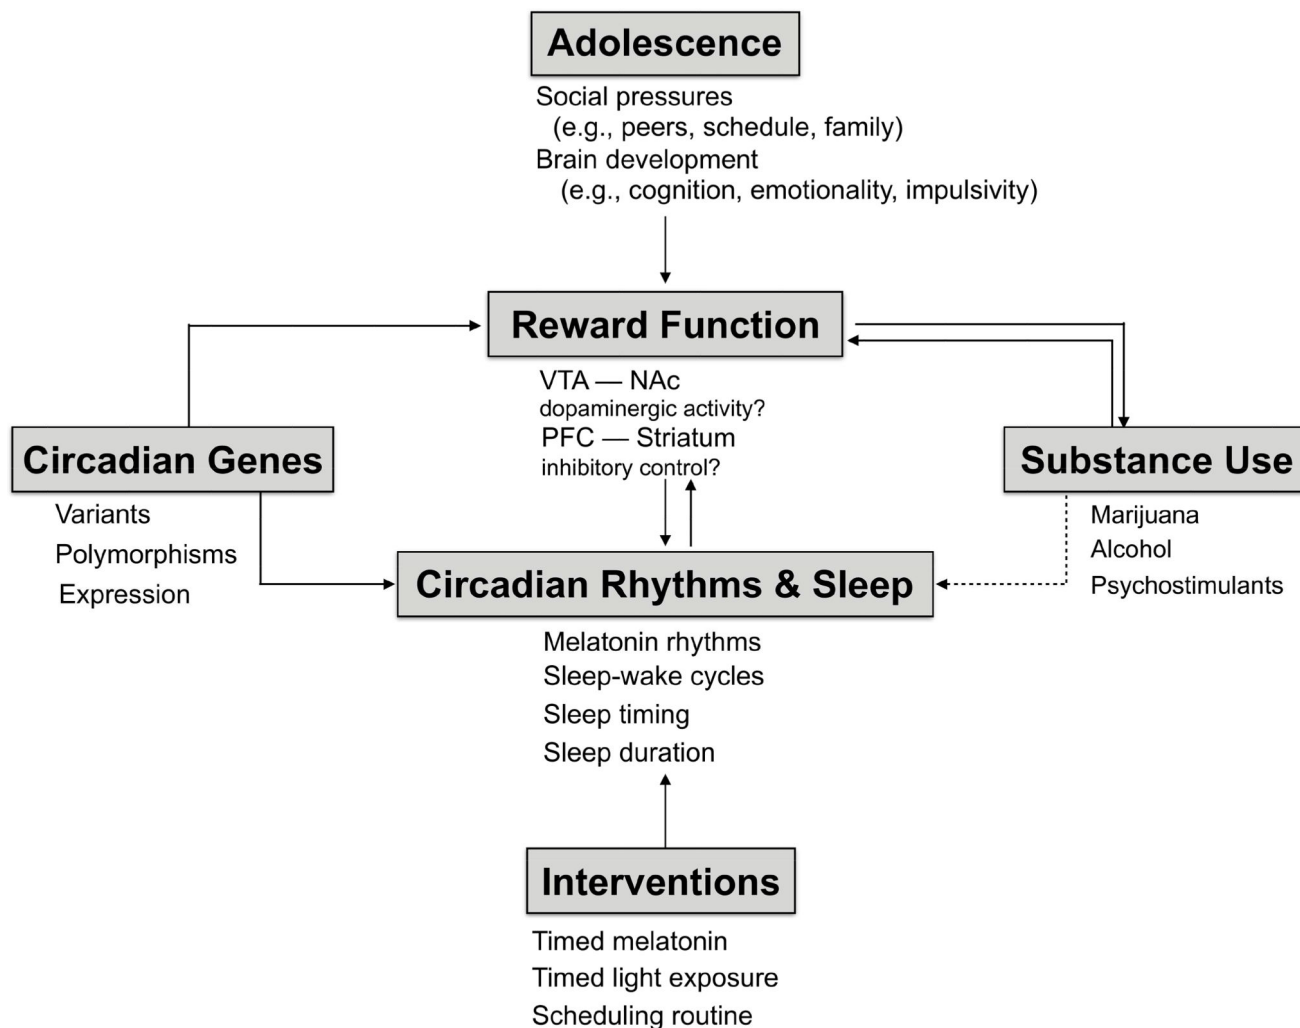 Adolescence
Social pressures
(e.g., peers, schedule, family)
Brain development
(e.g., cognition, emotionality, impulsivity)
Reward Function
VTA — NAc
dopaminergic activity?
PFC — Striatum
inhibitory control?
Circadian Genes
Variants
Polymorphisms
Expression
Substance Use
Marijuana
Alcohol
Psychostimulants
Circadian Rhythms & Sleep
Melatonin rhythms
Sleep-wake cycles
Sleep timing
Sleep duration
Interventions
Timed melatonin
Timed light exposure
Scheduling routine